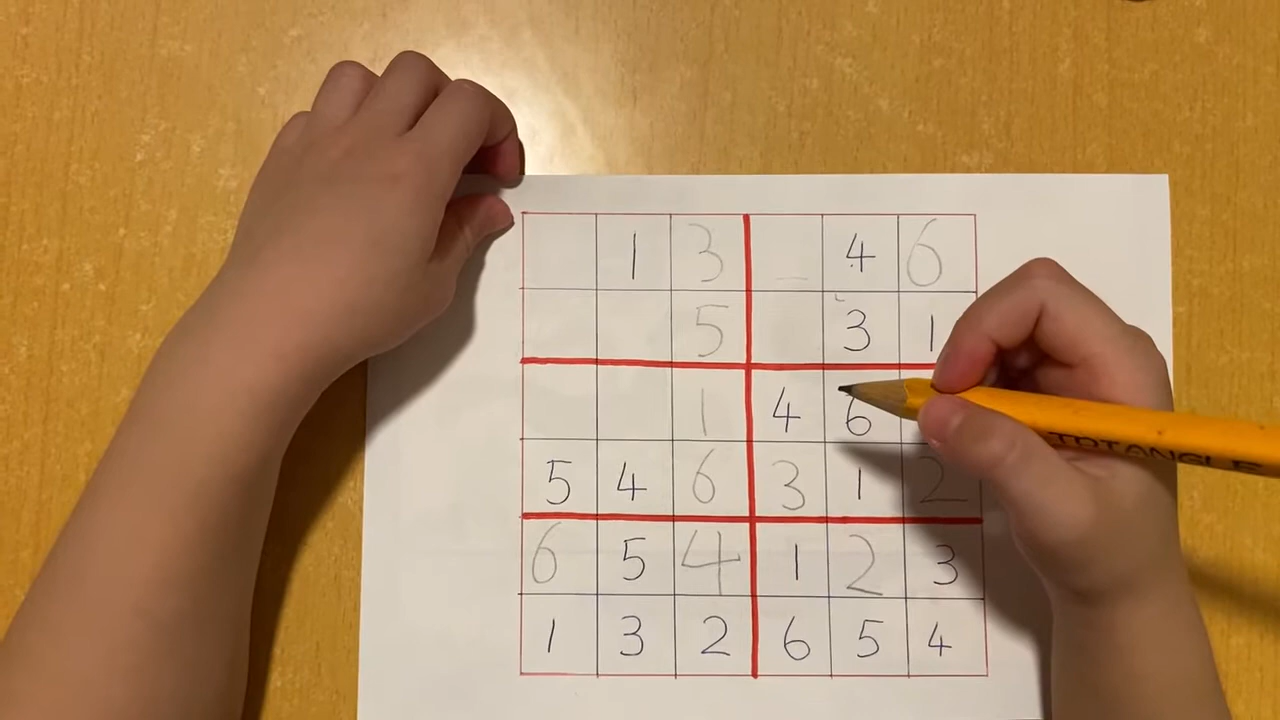 1 3 4 6
5 3 1
1 4 6
5 4 6 3 1 2
6 5 4 1 2 3
1 3 2 6 5 4